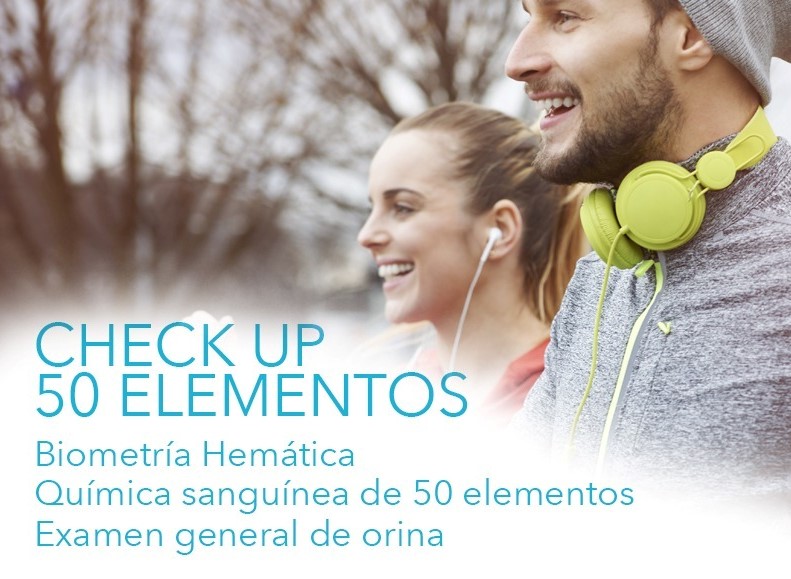 CHECK UP
50 ELEMENTOS
Biometría Hemática
Química sanguínea de 50 elementos
Examen general de orina